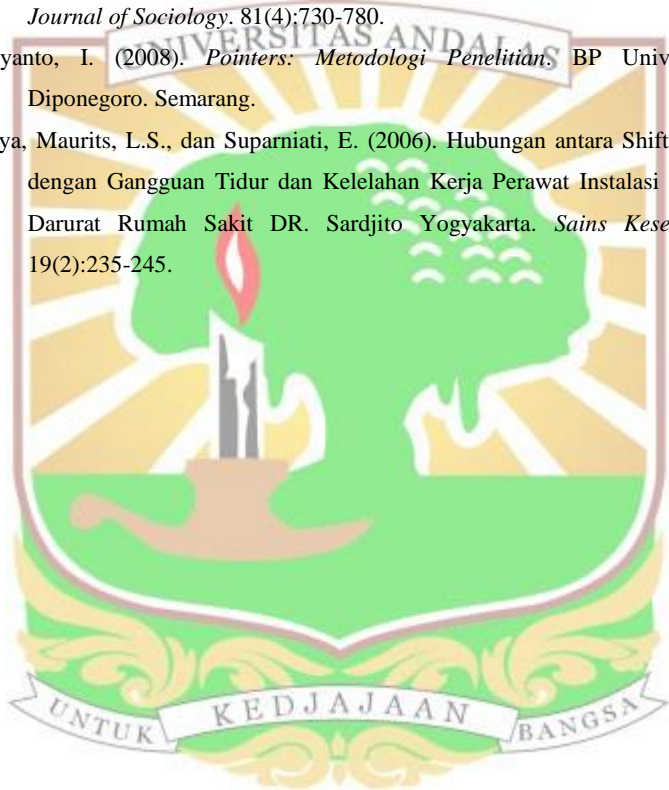 Journal of Sociology. 81(4):730-780.
UNIVERSITAS ANDALAS
yanto, I. (2008). Pointers: Metodologi Penelitian. BP Univ
Diponegoro. Semarang.
ya, Maurits, L.S., dan Suparniati, E. (2006). Hubungan antara Shift
dengan Gangguan Tidur dan Kelelahan Kerja Perawat Instalasi
Darurat Rumah Sakit DR. Sardjito Yogyakarta. Sains Kese
19(2):235-245.
UNTUK KEDJAJAAN BANGSA